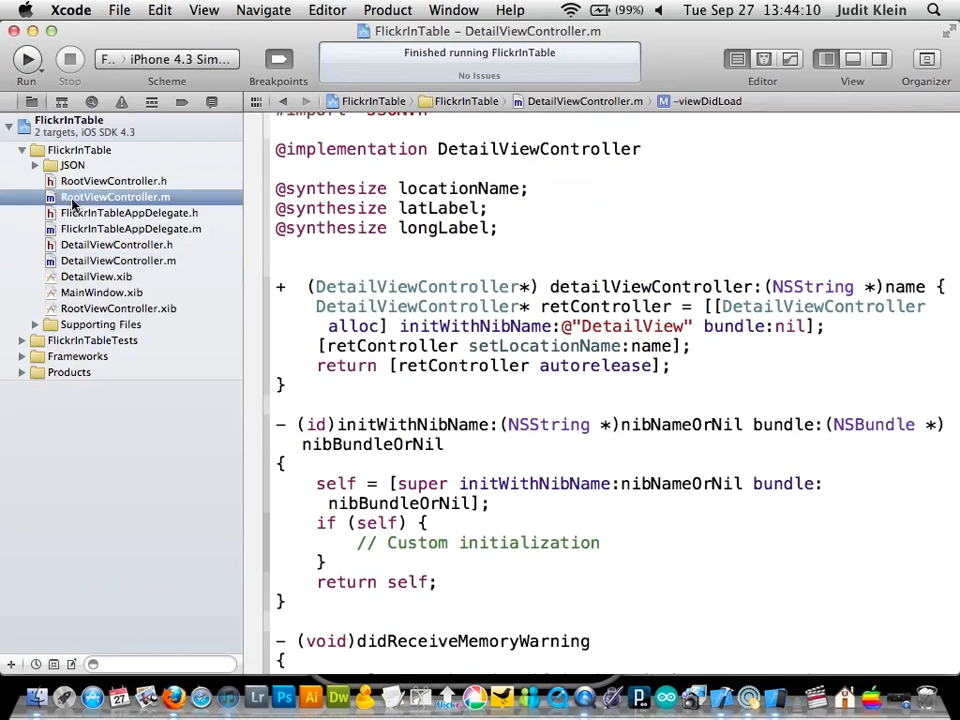 Xcode File Edit View Navigate Editor Product Window Help (99%) Tue Sep 27 13:44:10 Judit Klein
FlickrInTable – DetailViewController.m
Finished running FlickrInTable
No Issues
F.. iPhone 4.3 Sim...
Run Stop Scheme Breakpoints Editor View Organizer
FlickrInTable FlickrInTable DetailViewController.m M -viewDidLoad
FlickrInTable
2 targets, iOS SDK 4.3
FlickrInTable
JSON
h RootViewController.h
m RootViewController.m
h FlickrInTableAppDelegate.h
m FlickrInTableAppDelegate.m
h DetailViewController.h
m DetailViewController.m
DetailView.xib
MainWindow.xib
RootViewController.xib
Supporting Files
FlickrInTableTests
Frameworks
Products
@implementation DetailViewController
@synthesize locationName;
@synthesize latLabel;
@synthesize longLabel;
+ (DetailViewController*) detailViewController:(NSString *)name {
DetailViewController* retController = [[DetailViewController
alloc] initWithNibName:@"DetailView" bundle:nil];
[retController setLocationName:name];
return [retController autorelease];
}
- (id)initWithNibName:(NSString *)nibNameOrNil bundle:(NSBundle *)
nibBundleOrNil
{
self = [super initWithNibName:nibNameOrNil bundle:
nibBundleOrNil];
if (self) {
// Custom initialization
}
return self;
}
- (void)didReceiveMemoryWarning
{
Lr Ps Ai Dw flickr P